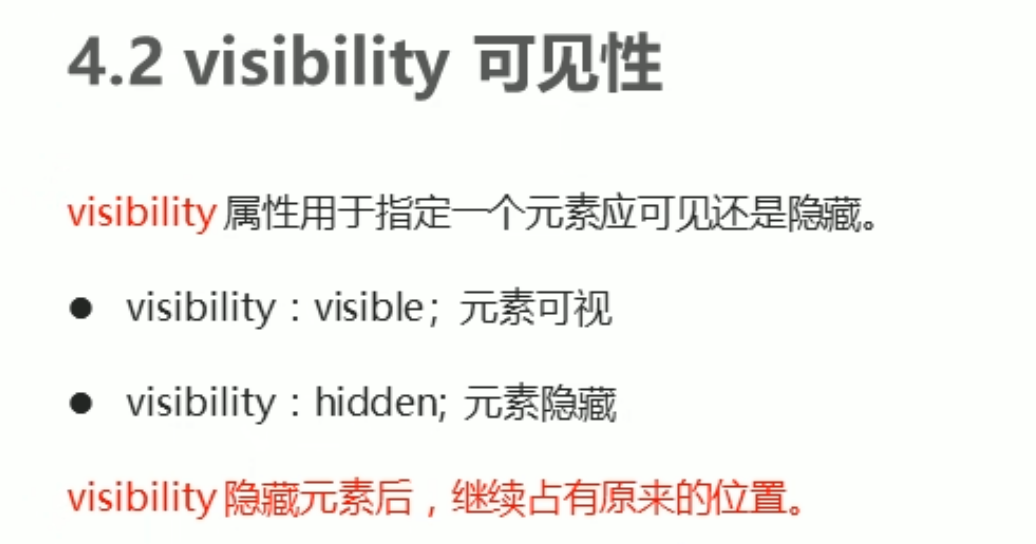 4.2 visibility 可见性
visibility 属性用于指定一个元素应可见还是隐藏。
● visibility：visible；元素可视
● visibility：hidden; 元素隐藏
visibility 隐藏元素后，继续占有原来的位置。